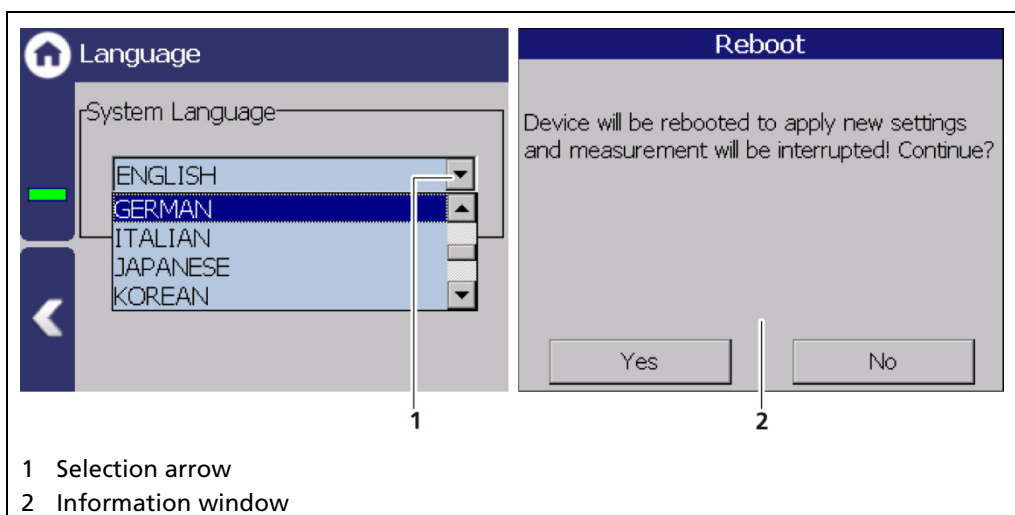 Language
System Language
ENGLISH
GERMAN
ITALIAN
JAPANESE
KOREAN
Reboot
Device will be rebooted to apply new settings
and measurement will be interrupted! Continue?
Yes
No
1
2
1 Selection arrow
2 Information window